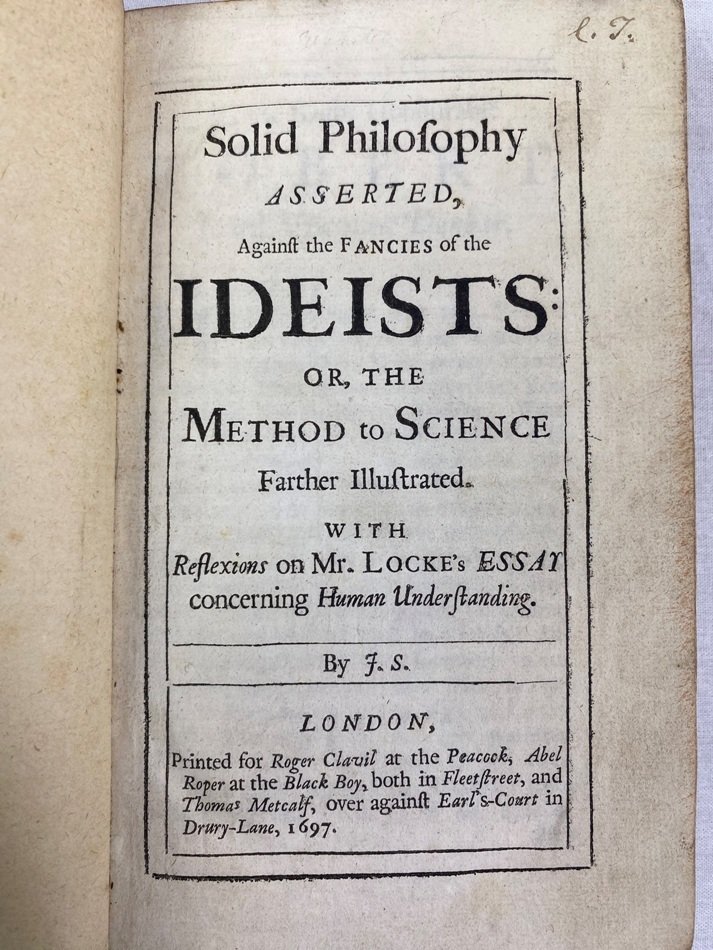 C. T.
Solid Philoſophy
ASSERTED,
Againſt the FANCIES of the
IDEISTS:
OR, THE
METHOD to SCIENCE
Farther Illuſtrated.
WITH
Reflexions on Mr. LOCKE's ESSAY
concerning Human Underſtanding.
By J. S.
LONDON,
Printed for Roger Clavil at the Peacock, Abel
Roper at the Black Boy, both in Fleetſtreet, and
Thomas Metcalf, over againſt Earl's-Court in
Drury-Lane, 1697.